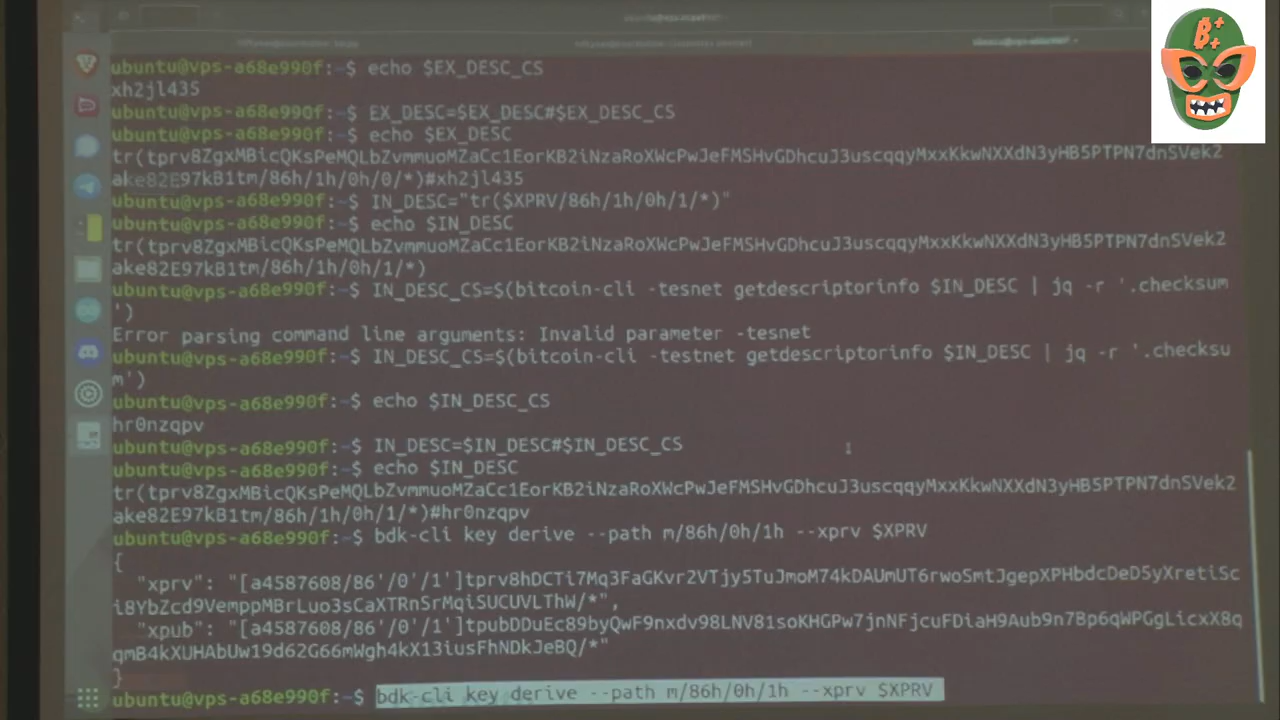 ubuntu@vps-a68e990f:~$ echo $EX_DESC_CS
xh2jl435
ubuntu@vps-a68e990f:~$ EX_DESC=$EX_DESC#$EX_DESC_CS
ubuntu@vps-a68e990f:~$ echo $EX_DESC
tr(tprv8ZgxMBicQKsPeMQLbZvmmuoMZaCc1EorKB2iNzaRoXWcPwJeFMSHvGDhcuJ3uscqqyMxxKkwNXXdN3yHB5PTPN7dnSVek2
ake82E97kB1tm/86h/1h/0h/0/*)#xh2jl435
ubuntu@vps-a68e990f:~$ IN_DESC="tr($XPRV/86h/1h/0h/1/*)"
ubuntu@vps-a68e990f:~$ echo $IN_DESC
tr(tprv8ZgxMBicQKsPeMQLbZvmmuoMZaCc1EorKB2iNzaRoXWcPwJeFMSHvGDhcuJ3uscqqyMxxKkwNXXdN3yHB5PTPN7dnSVek2
ake82E97kB1tm/86h/1h/0h/1/*)
ubuntu@vps-a68e990f:~$ IN_DESC_CS=$(bitcoin-cli -tesnet getdescriptorinfo $IN_DESC | jq -r '.checksum
')
Error parsing command line arguments: Invalid parameter -tesnet
ubuntu@vps-a68e990f:~$ IN_DESC_CS=$(bitcoin-cli -testnet getdescriptorinfo $IN_DESC | jq -r '.checksu
m')
ubuntu@vps-a68e990f:~$ echo $IN_DESC_CS
hr0nzqpv
ubuntu@vps-a68e990f:~$ IN_DESC=$IN_DESC#$IN_DESC_CS
ubuntu@vps-a68e990f:~$ echo $IN_DESC
tr(tprv8ZgxMBicQKsPeMQLbZvmmuoMZaCc1EorKB2iNzaRoXWcPwJeFMSHvGDhcuJ3uscqqyMxxKkwNXXdN3yHB5PTPN7dnSVek2
ake82E97kB1tm/86h/1h/0h/1/*)#hr0nzqpv
ubuntu@vps-a68e990f:~$ bdk-cli key derive --path m/86h/0h/1h --xprv $XPRV
{
"xprv": "[a4587608/86'/0'/1']tprv8hDCTi7Mq3FaGKvr2VTjy5TuJmoM74kDAUmUT6rwoSmtJgepXPHbdcDeD5yXretiSc
i8YbZcd9VemppMBrLuo3sCaXTRnSrMqiSUCUVLThW/*",
"xpub": "[a4587608/86'/0'/1']tpubDDuEc89byQwF9nxdv98LNV81soKHGPw7jnNFjcuFDiaH9Aub9n7Bp6qWPGgLicxX8q
qmB4kXUHAbUw19d62G66mWgh4kX13iusFhNDkJeBQ/*"
}
ubuntu@vps-a68e990f:~$ bdk-cli key derive --path m/86h/0h/1h --xprv $XPRV